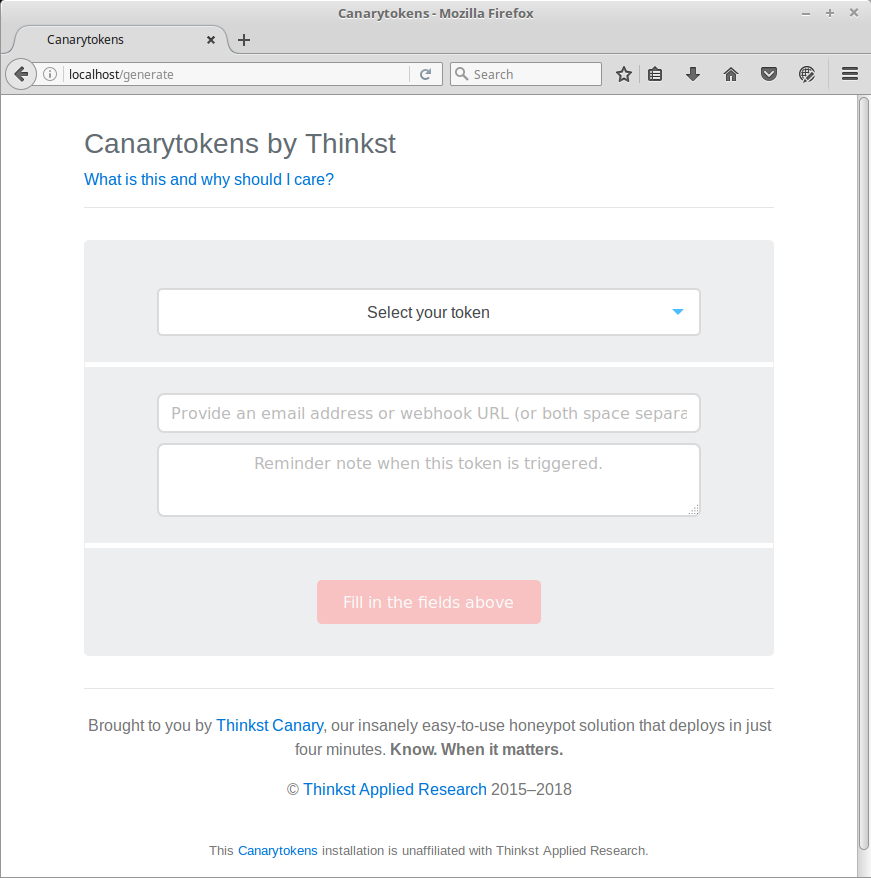 Canarytokens - Mozilla Firefox
Canarytokens
localhost/generate
Search
Canarytokens by Thinkst
What is this and why should I care?
Select your token
Provide an email address or webhook URL (or both space separa
Reminder note when this token is triggered.
Fill in the fields above
Brought to you by Thinkst Canary, our insanely easy-to-use honeypot solution that deploys in just
four minutes. Know. When it matters.
© Thinkst Applied Research 2015–2018
This Canarytokens installation is unaffiliated with Thinkst Applied Research.